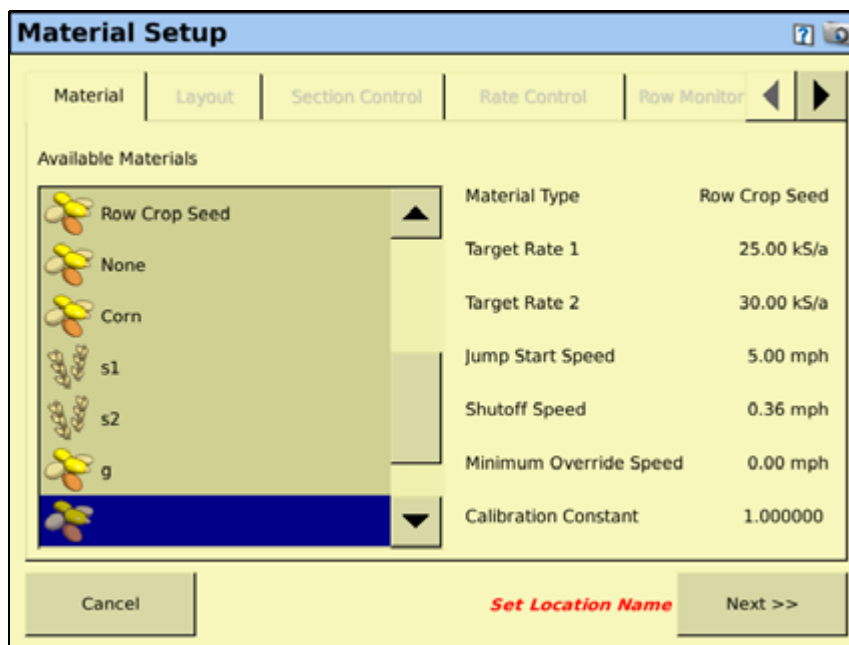 Material Setup
?
Material Layout Section Control Rate Control Row Monitor
Available Materials
Row Crop Seed
None
Corn
s1
s2
g
Material Type Row Crop Seed
Target Rate 1 25.00 kS/a
Target Rate 2 30.00 kS/a
Jump Start Speed 5.00 mph
Shutoff Speed 0.36 mph
Minimum Override Speed 0.00 mph
Calibration Constant 1.000000
Cancel Set Location Name Next >>